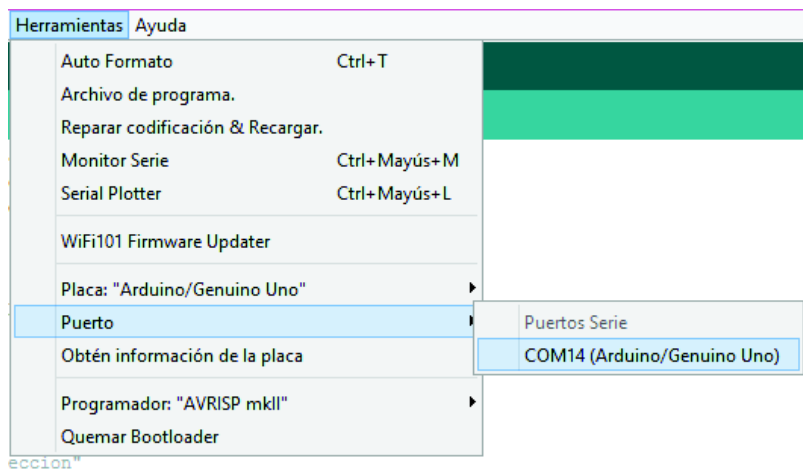 Herramientas Ayuda
Auto Formato Ctrl+T
Archivo de programa.
Reparar codificación & Recargar.
Monitor Serie Ctrl+Mayús+M
Serial Plotter Ctrl+Mayús+L
WiFi101 Firmware Updater
Placa: "Arduino/Genuino Uno"
Puerto
Puertos Serie
Obtén información de la placa
COM14 (Arduino/Genuino Uno)
Programador: "AVRISP mkII"
Quemar Bootloader
eccion"